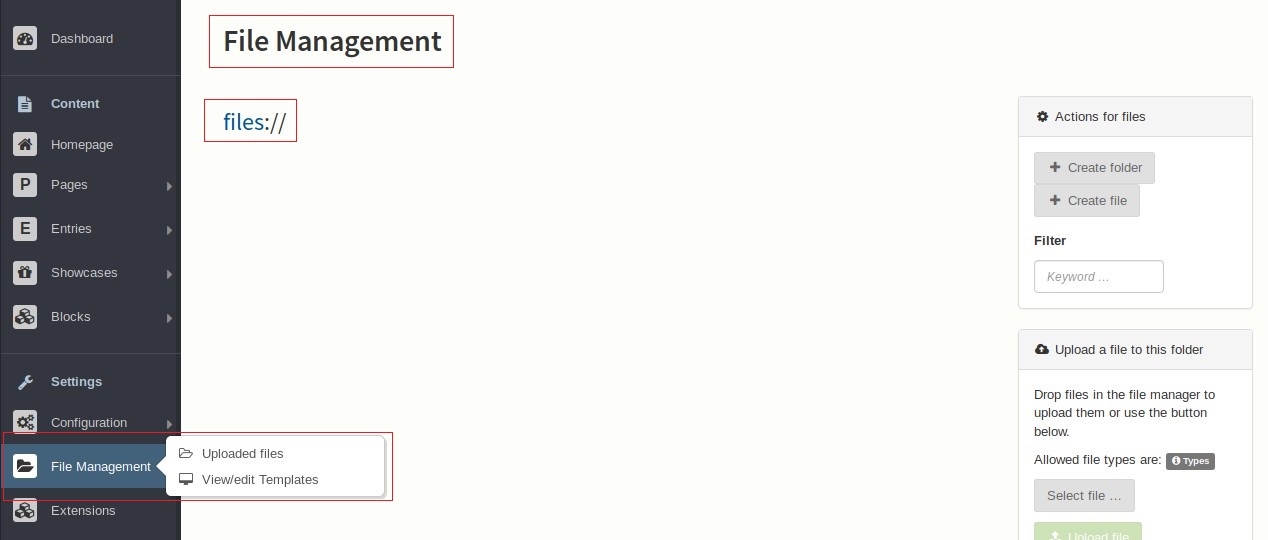 Dashboard
Content
Homepage
P Pages
E Entries
Showcases
Blocks
Settings
Configuration
File Management
Extensions
Uploaded files
View/edit Templates
File Management
files://
Actions for files
Create folder
Create file
Filter
Keyword ...
Upload a file to this folder
Drop files in the file manager to
upload them or use the button
below.
Allowed file types are: Types
Select file ...
Upload file